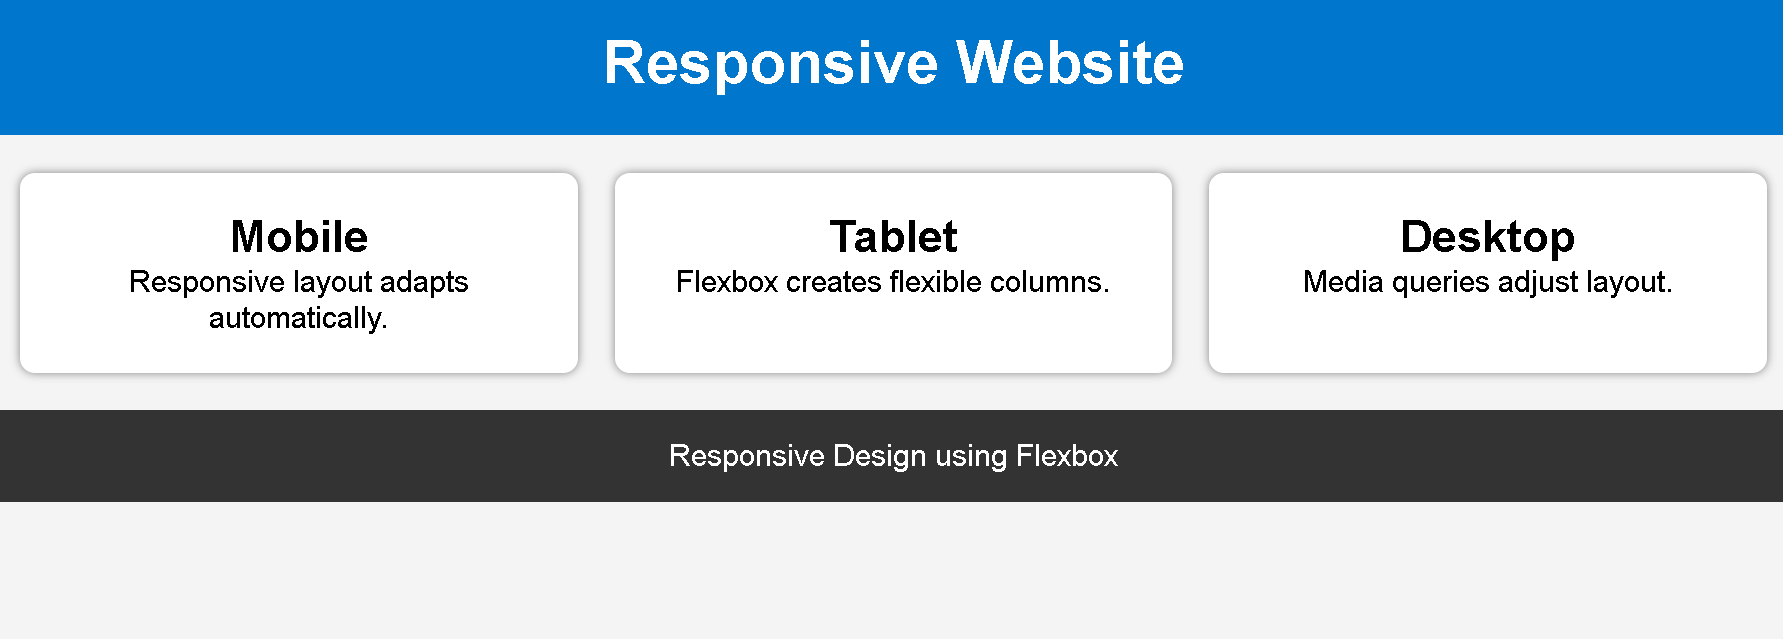 Responsive Website
Mobile
Responsive layout adapts
automatically.
Tablet
Flexbox creates flexible columns.
Desktop
Media queries adjust layout.
Responsive Design using Flexbox